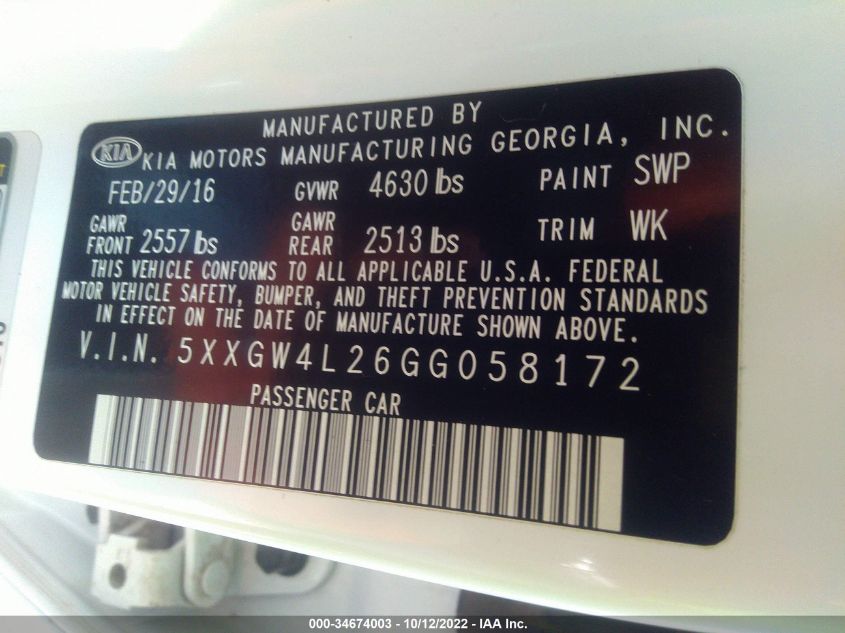 MANUFACTURED BY
KIA KIA MOTORS MANUFACTURING GEORGIA, INC.
FEB/29/16 GVWR 4630 lbs PAINT SWP
GAWR FRONT 2557 lbs GAWR REAR 2513 lbs TRIM WK
THIS VEHICLE CONFORMS TO ALL APPLICABLE U.S.A. FEDERAL
MOTOR VEHICLE SAFETY, BUMPER, AND THEFT PREVENTION STANDARDS
IN EFFECT ON THE DATE OF MANUFACTURE SHOWN ABOVE.
V.I.N. 5XXGW4L26GG058172
PASSENGER CAR
000-34674003 - 10/12/2022 - IAA Inc.